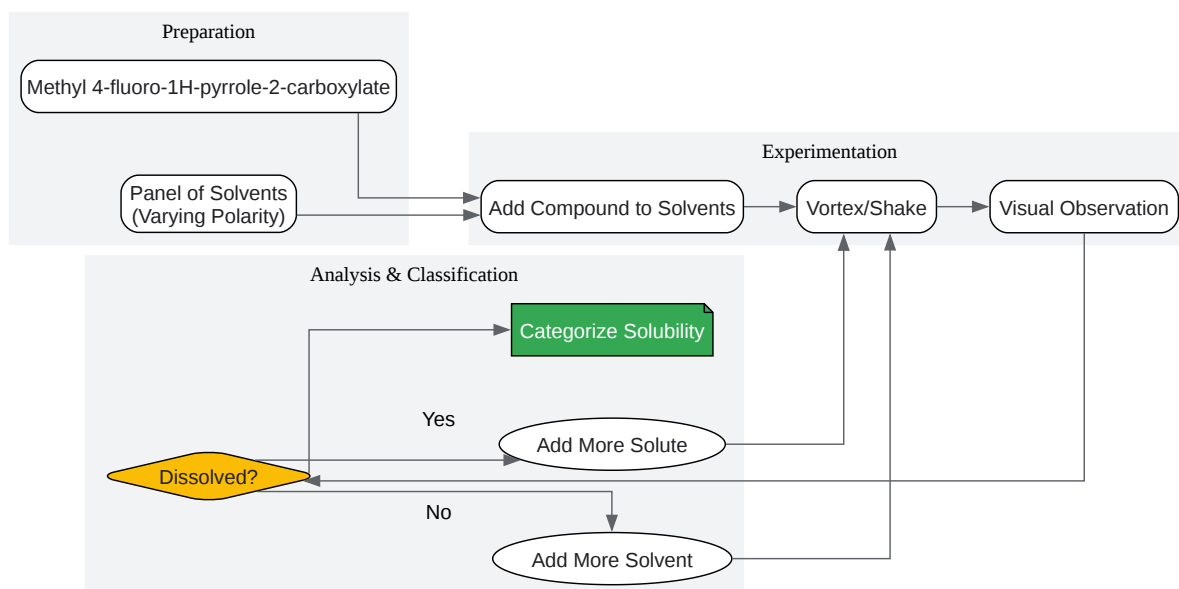 Preparation
Methyl 4-fluoro-1H-pyrrole-2-carboxylate
Panel of Solvents
(Varying Polarity)
Experimentation
Add Compound to Solvents
Vortex/Shake
Visual Observation
Analysis & Classification
Categorize Solubility
Yes
Add More Solute
Dissolved?
No
Add More Solvent